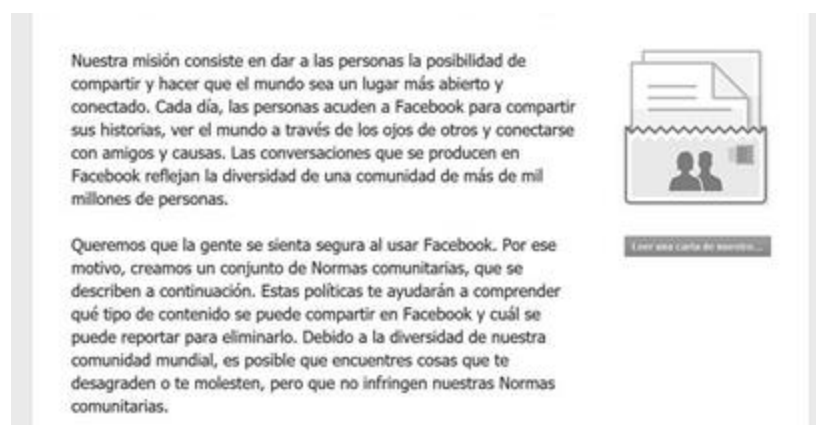 Nuestra misión consiste en dar a las personas la posibilidad de
compartir y hacer que el mundo sea un lugar más abierto y
conectado. Cada día, las personas acuden a Facebook para compartir
sus historias, ver el mundo a través de los ojos de otros y conectarse
con amigos y causas. Las conversaciones que se producen en
Facebook reflejan la diversidad de una comunidad de más de mil
millones de personas.
Queremos que la gente se sienta segura al usar Facebook. Por ese
motivo, creamos un conjunto de Normas comunitarias, que se
describen a continuación. Estas políticas te ayudarán a comprender
qué tipo de contenido se puede compartir en Facebook y cuál se
puede reportar para eliminarlo. Debido a la diversidad de nuestra
comunidad mundial, es posible que encuentres cosas que te
desagraden o te molesten, pero que no infringen nuestras Normas
comunitarias.
Leer una carta de nuestro...